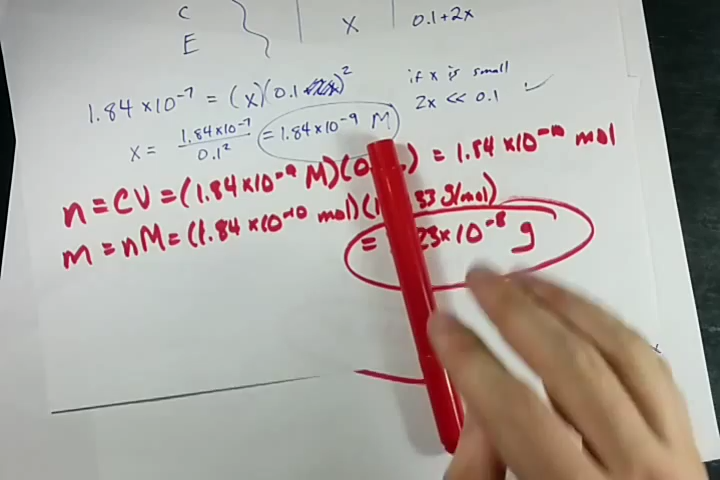 C
E
X
0.1+2x
if x is small
1.84×10⁻⁷ = (x)(0.1)²
2x << 0.1 ✓
x = 1.84×10⁻⁷ / 0.1² = 1.84×10⁻⁹ M
n = CV = (1.84×10⁻⁹ M)(0. ) = 1.84×10⁻¹⁰ mol
m = nM = (1.84×10⁻¹⁰ mol)( 33 g/mol)
= 23×10⁻⁸ g